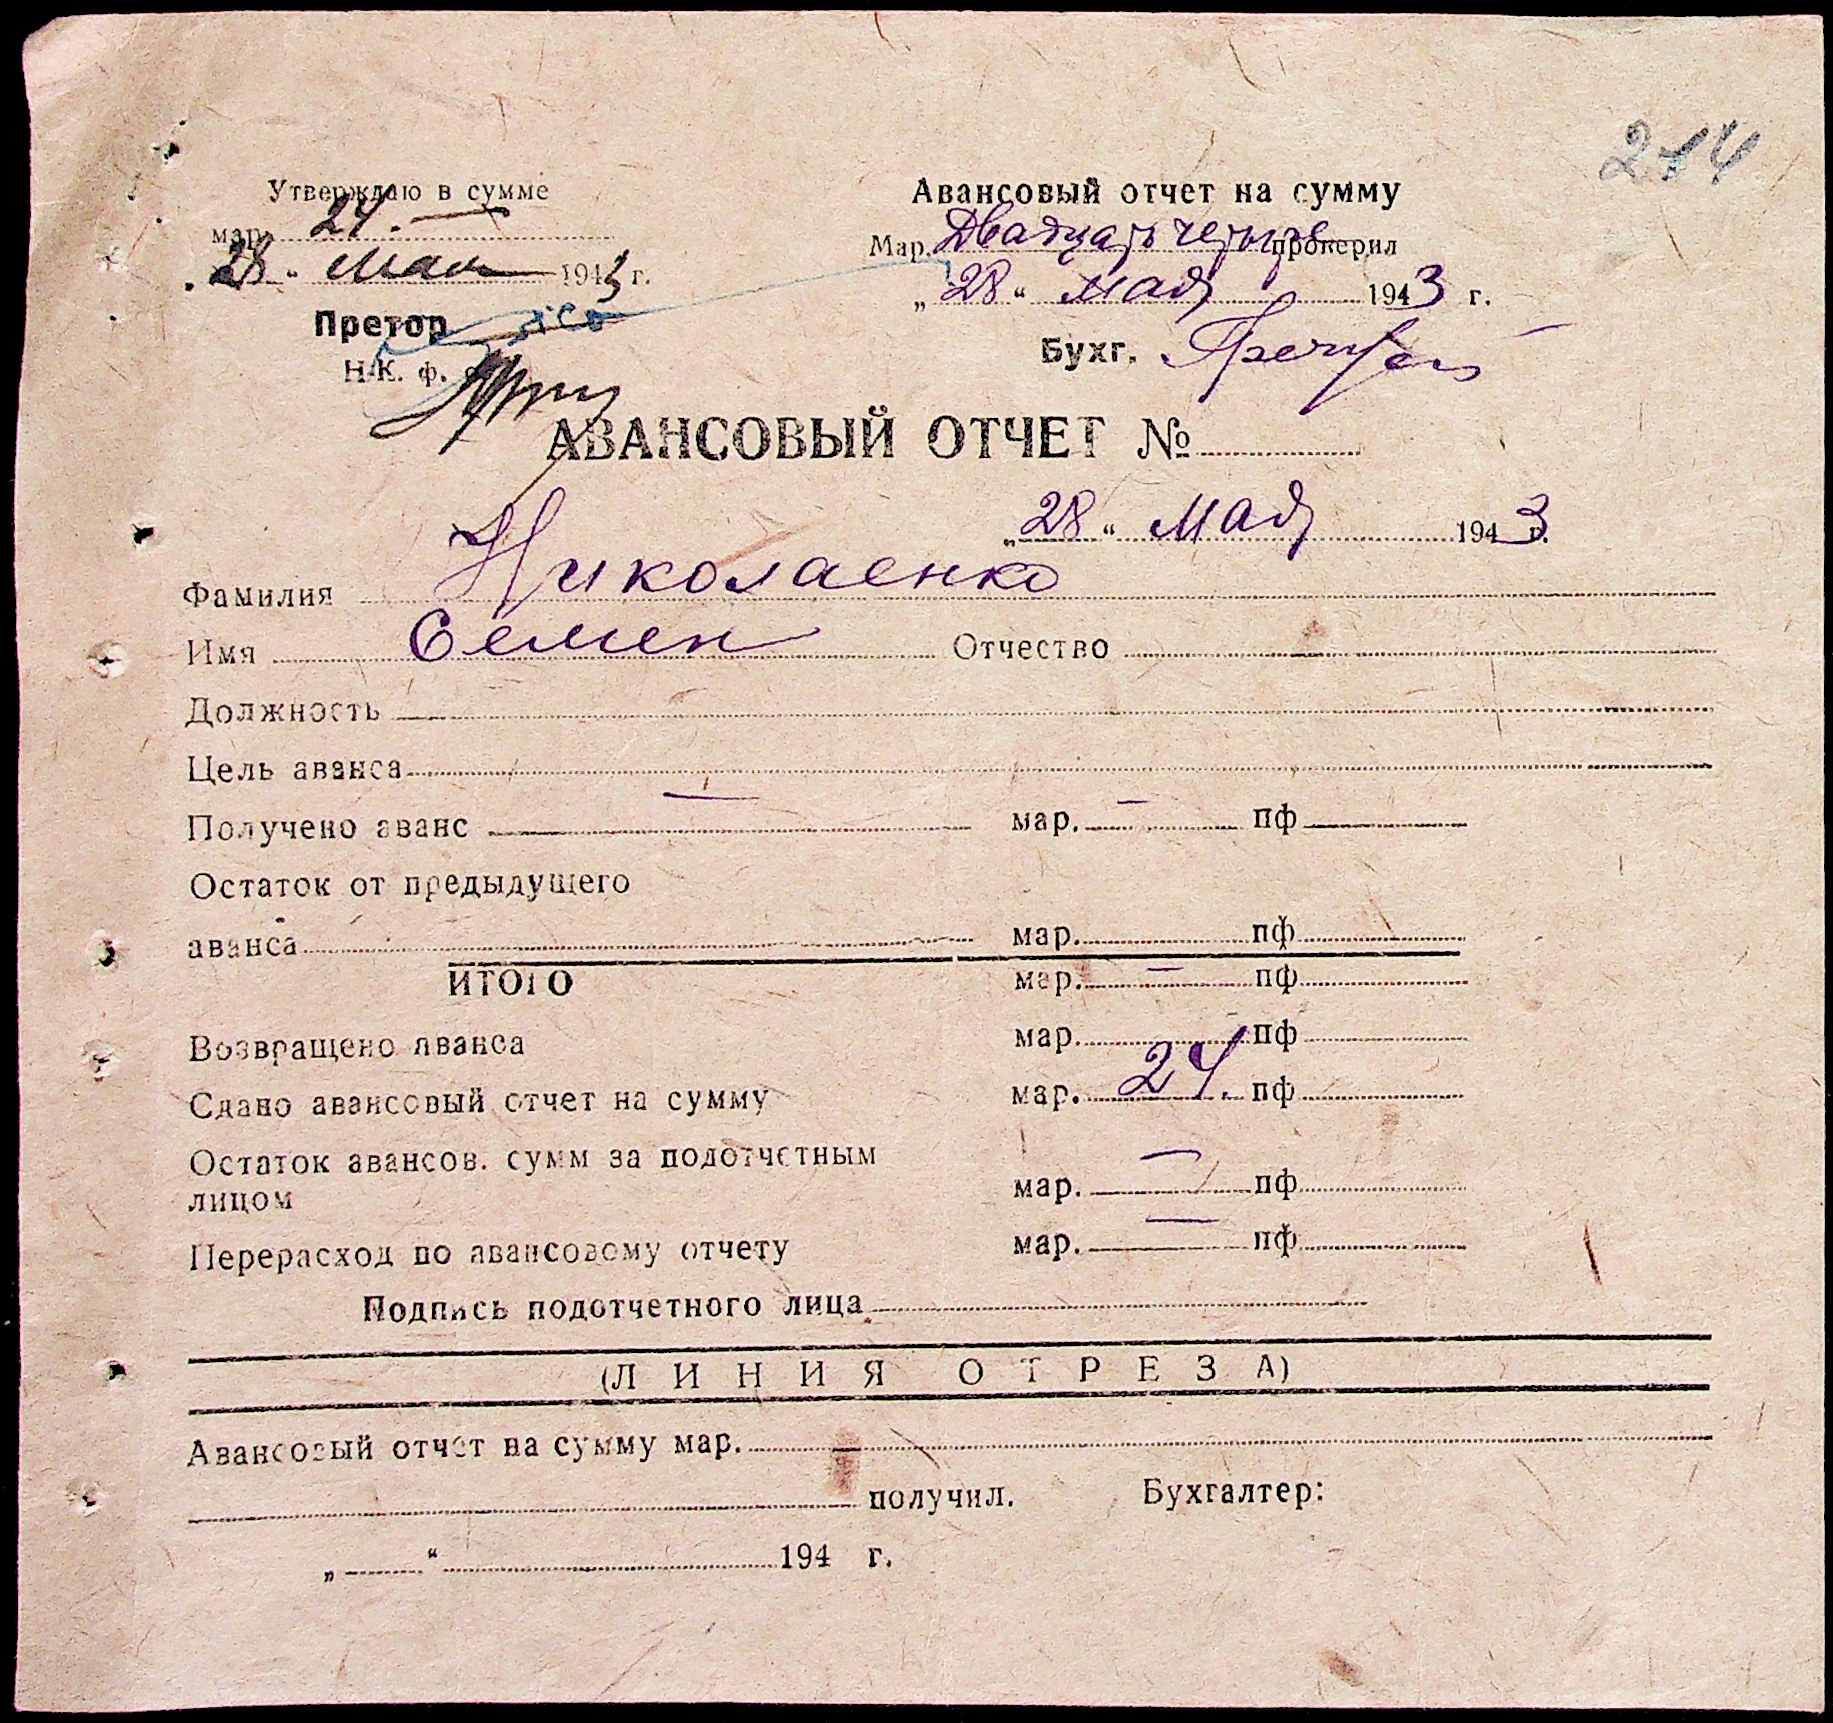 214
Утверждаю в сумме
мар. 24. —
„28“ мая 1943 г.
Претор
Н.К. ф. о.
Авансовый отчет на сумму
Мар. Двадцать четыре проверил
„28“ мая 1943 г.
Бухг.
АВАНСОВЫЙ ОТЧЕТ №
„28“ мая 1943 г.
Фамилия Николаенко
Имя Семен Отчество
Должность
Цель аванса
Получено аванс — мар. — пф
Остаток от предыдущего
аванса мар. пф
ИТОГО мар. — пф
Возвращено аванса мар. пф
Сдано авансовый отчет на сумму мар. 24. пф
Остаток авансов. сумм за подотчетным
лицом мар. — пф
Перерасход по авансовому отчету мар. — пф
Подпись подотчетного лица
(ЛИНИЯ ОТРЕЗА)
Авансовый отчет на сумму мар.
получил. Бухгалтер:
„ “ 194 г.